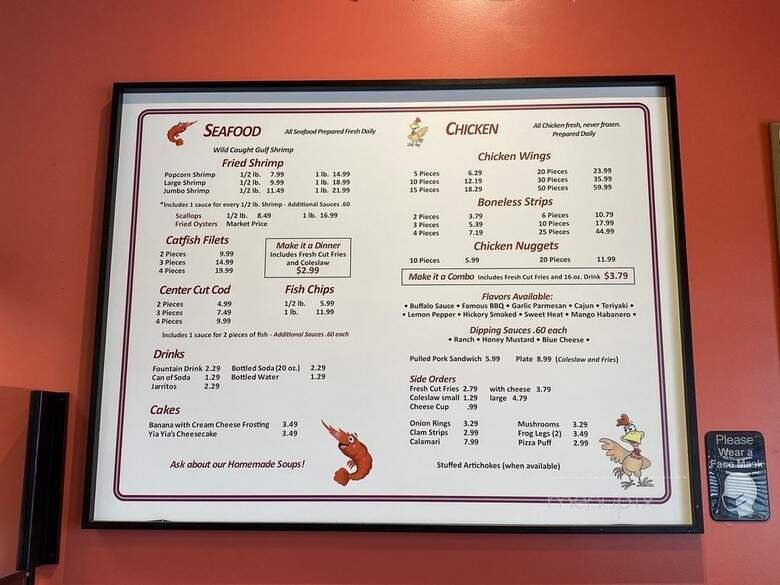 SEAFOOD
All Seafood Prepared Fresh Daily
Wild Caught Gulf Shrimp
Fried Shrimp
Popcorn Shrimp 1/2 lb. 7.99 1 lb. 14.99
Large Shrimp 1/2 lb. 9.99 1 lb. 18.99
Jumbo Shrimp 1/2 lb. 11.49 1 lb. 21.99
*Includes 1 sauce for every 1/2 lb. Shrimp - Additional Sauces .60
Scallops 1/2 lb. 8.49 1 lb. 16.99
Fried Oysters Market Price
Catfish Filets
2 Pieces 9.99
3 Pieces 14.99
4 Pieces 19.99
Make it a Dinner
Includes Fresh Cut Fries
and Coleslaw
$2.99
Center Cut Cod
2 Pieces 4.99
3 Pieces 7.49
4 Pieces 9.99
Fish Chips
1/2 lb. 5.99
1 lb. 11.99
Includes 1 sauce for 2 pieces of fish - Additional Sauces .60 each
Drinks
Fountain Drink 2.29 Bottled Soda (20 oz.) 2.29
Can of Soda 1.29 Bottled Water 1.29
Jarritos 2.29
Cakes
Banana with Cream Cheese Frosting 3.49
Yia Yia's Cheesecake 3.49
Ask about our Homemade Soups!
CHICKEN
All Chicken fresh, never frozen.
Prepared Daily
Chicken Wings
5 Pieces 6.29 20 Pieces 23.99
10 Pieces 12.19 30 Pieces 35.99
15 Pieces 18.29 50 Pieces 59.99
Boneless Strips
2 Pieces 3.79 6 Pieces 10.79
3 Pieces 5.39 10 Pieces 17.99
4 Pieces 7.19 25 Pieces 44.99
Chicken Nuggets
10 Pieces 5.99 20 Pieces 11.99
Make it a Combo Includes Fresh Cut Fries and 16 oz. Drink $3.79
Flavors Available:
• Buffalo Sauce • Famous BBQ • Garlic Parmesan • Cajun • Teriyaki •
• Lemon Pepper • Hickory Smoked • Sweet Heat • Mango Habanero •
Dipping Sauces .60 each
• Ranch • Honey Mustard • Blue Cheese •
Pulled Pork Sandwich 5.99 Plate 8.99 (Coleslaw and Fries)
Side Orders
Fresh Cut Fries 2.79 with cheese 3.79
Coleslaw small 1.29 large 4.79
Cheese Cup .99
Onion Rings 3.29 Mushrooms 3.29
Clam Strips 2.99 Frog Legs (2) 3.49
Calamari 7.99 Pizza Puff 2.99
Stuffed Artichokes (when available)
Please
Wear a
Face Mask
menupix